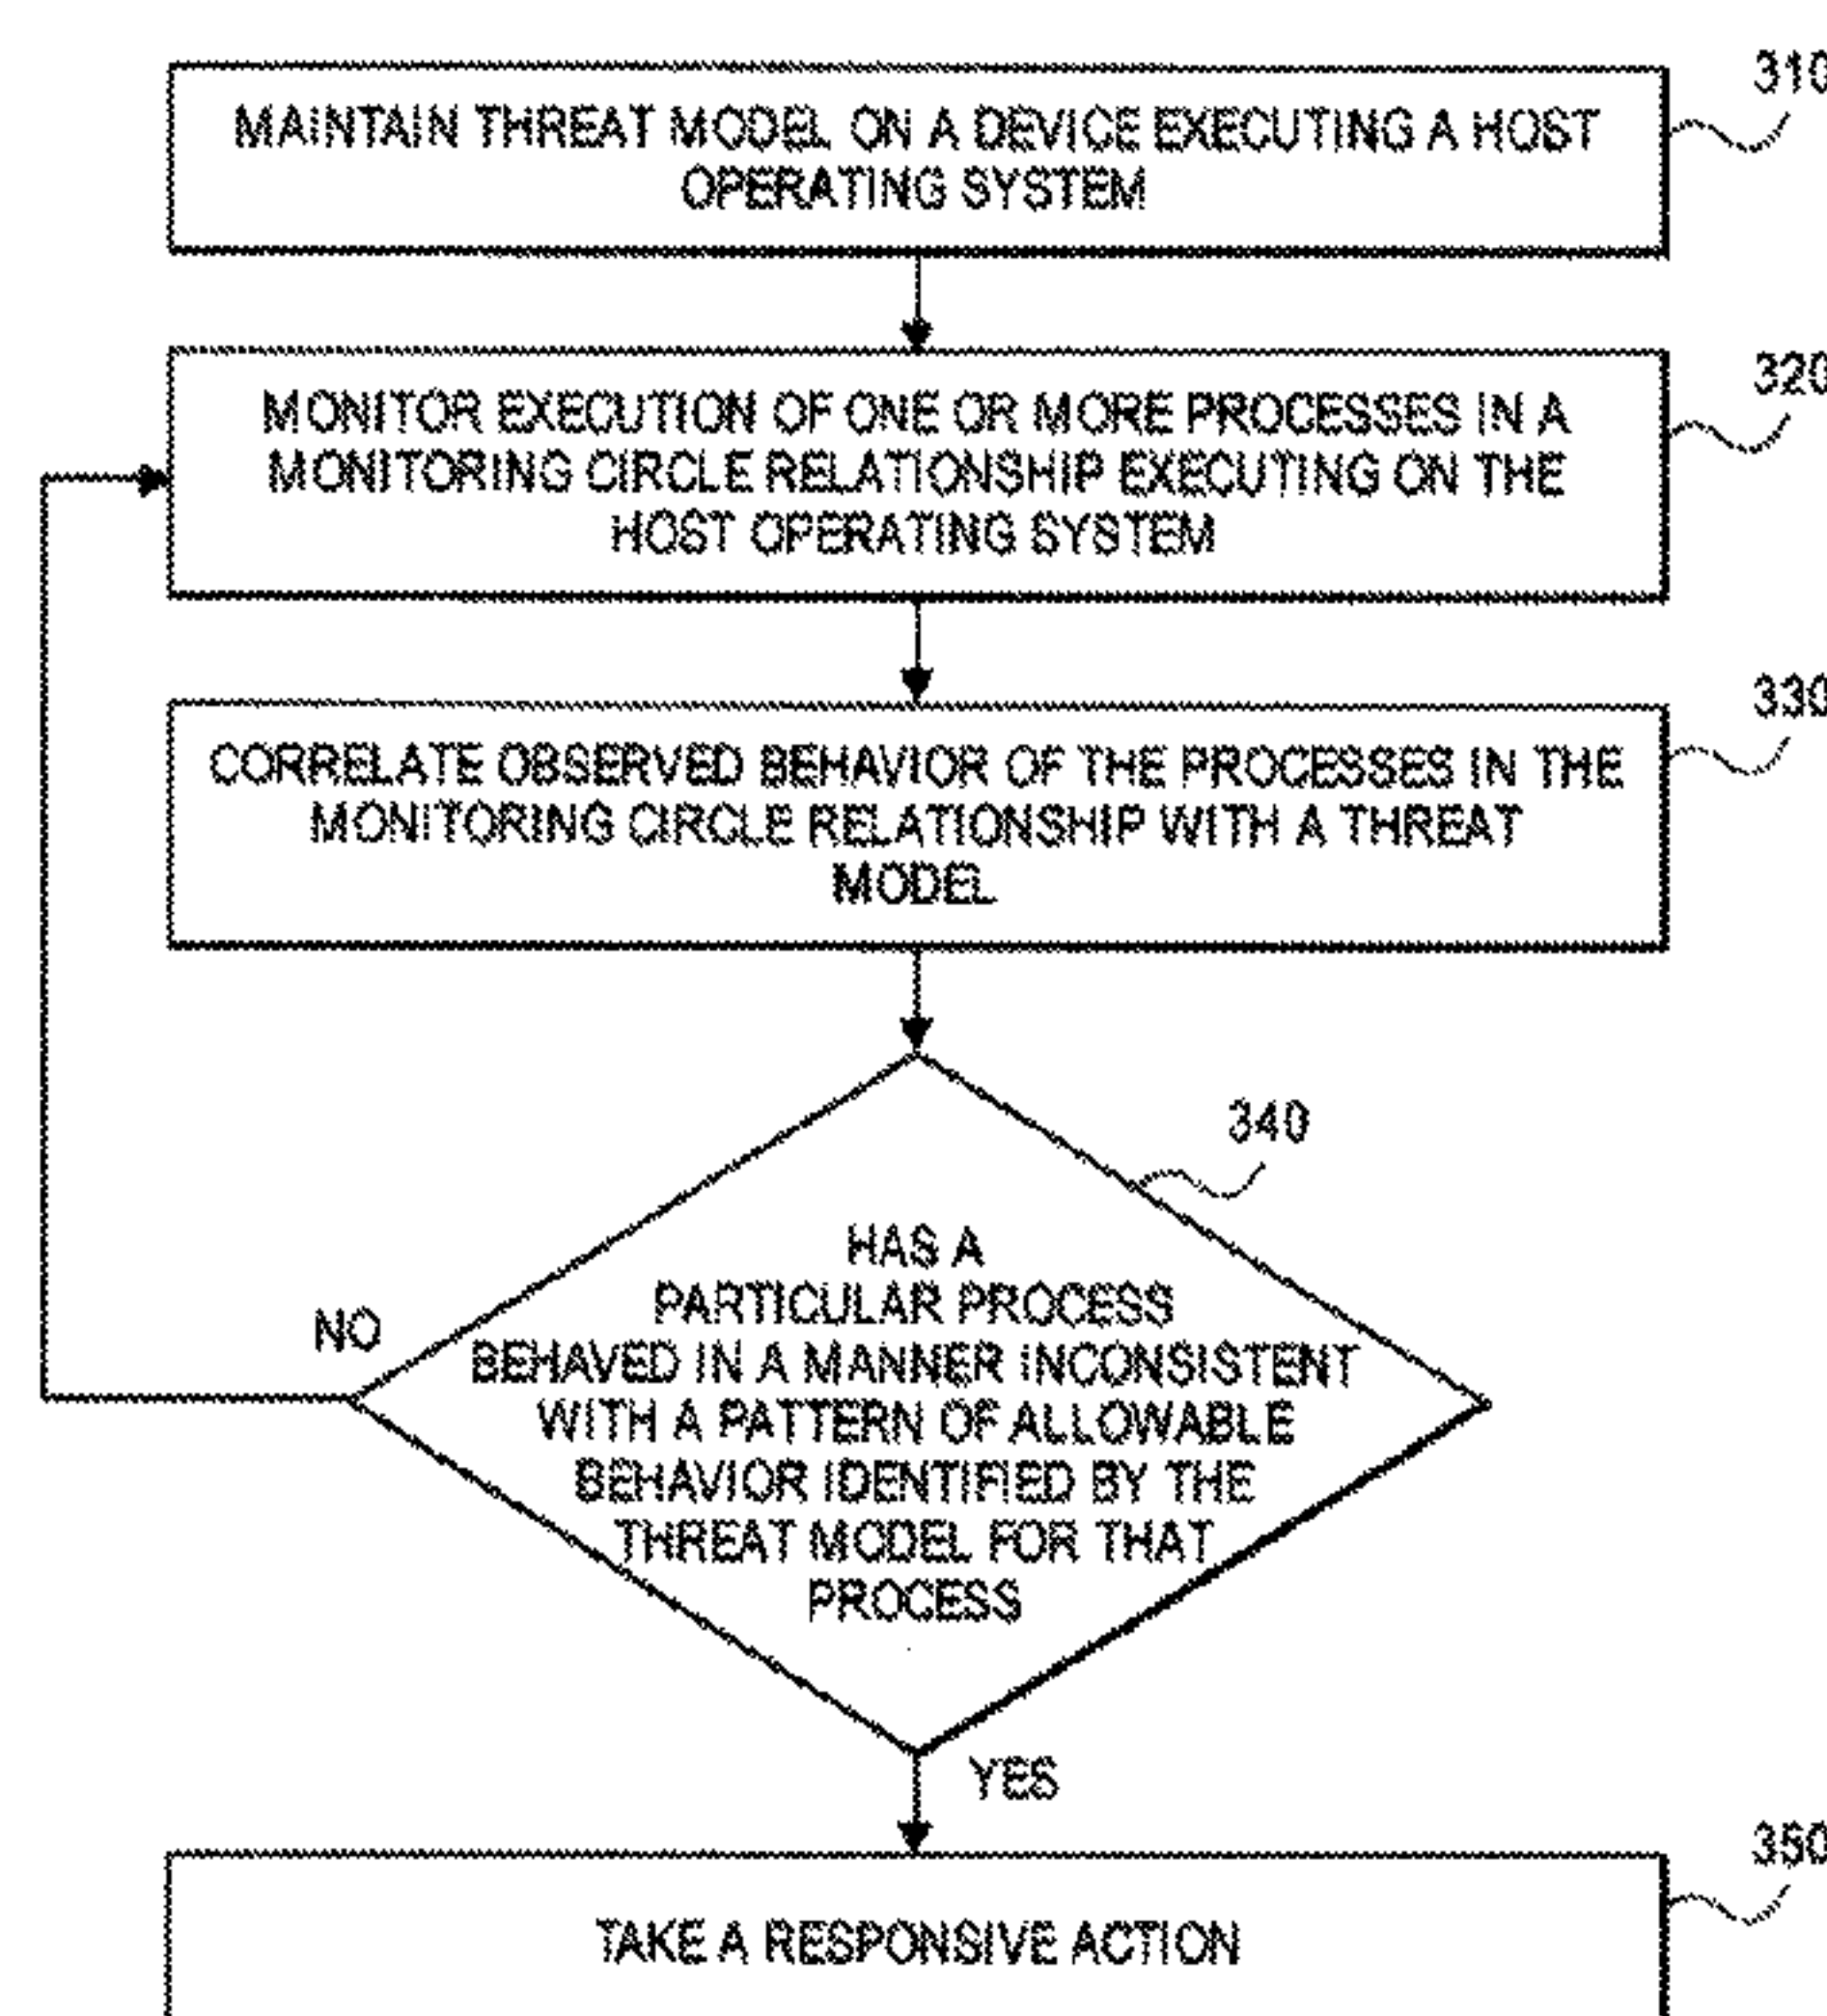 310
MAINTAIN THREAT MODEL ON A DEVICE EXECUTING A HOST
OPERATING SYSTEM
320
MONITOR EXECUTION OF ONE OR MORE PROCESSES IN A
MONITORING CIRCLE RELATIONSHIP EXECUTING ON THE
HOST OPERATING SYSTEM
330
CORRELATE OBSERVED BEHAVIOR OF THE PROCESSES IN THE
MONITORING CIRCLE RELATIONSHIP WITH A THREAT
MODEL
340
HAS A
PARTICULAR PROCESS
BEHAVED IN A MANNER INCONSISTENT
WITH A PATTERN OF ALLOWABLE
BEHAVIOR IDENTIFIED BY THE
THREAT MODEL FOR THAT
PROCESS
NO
YES
350
TAKE A RESPONSIVE ACTION